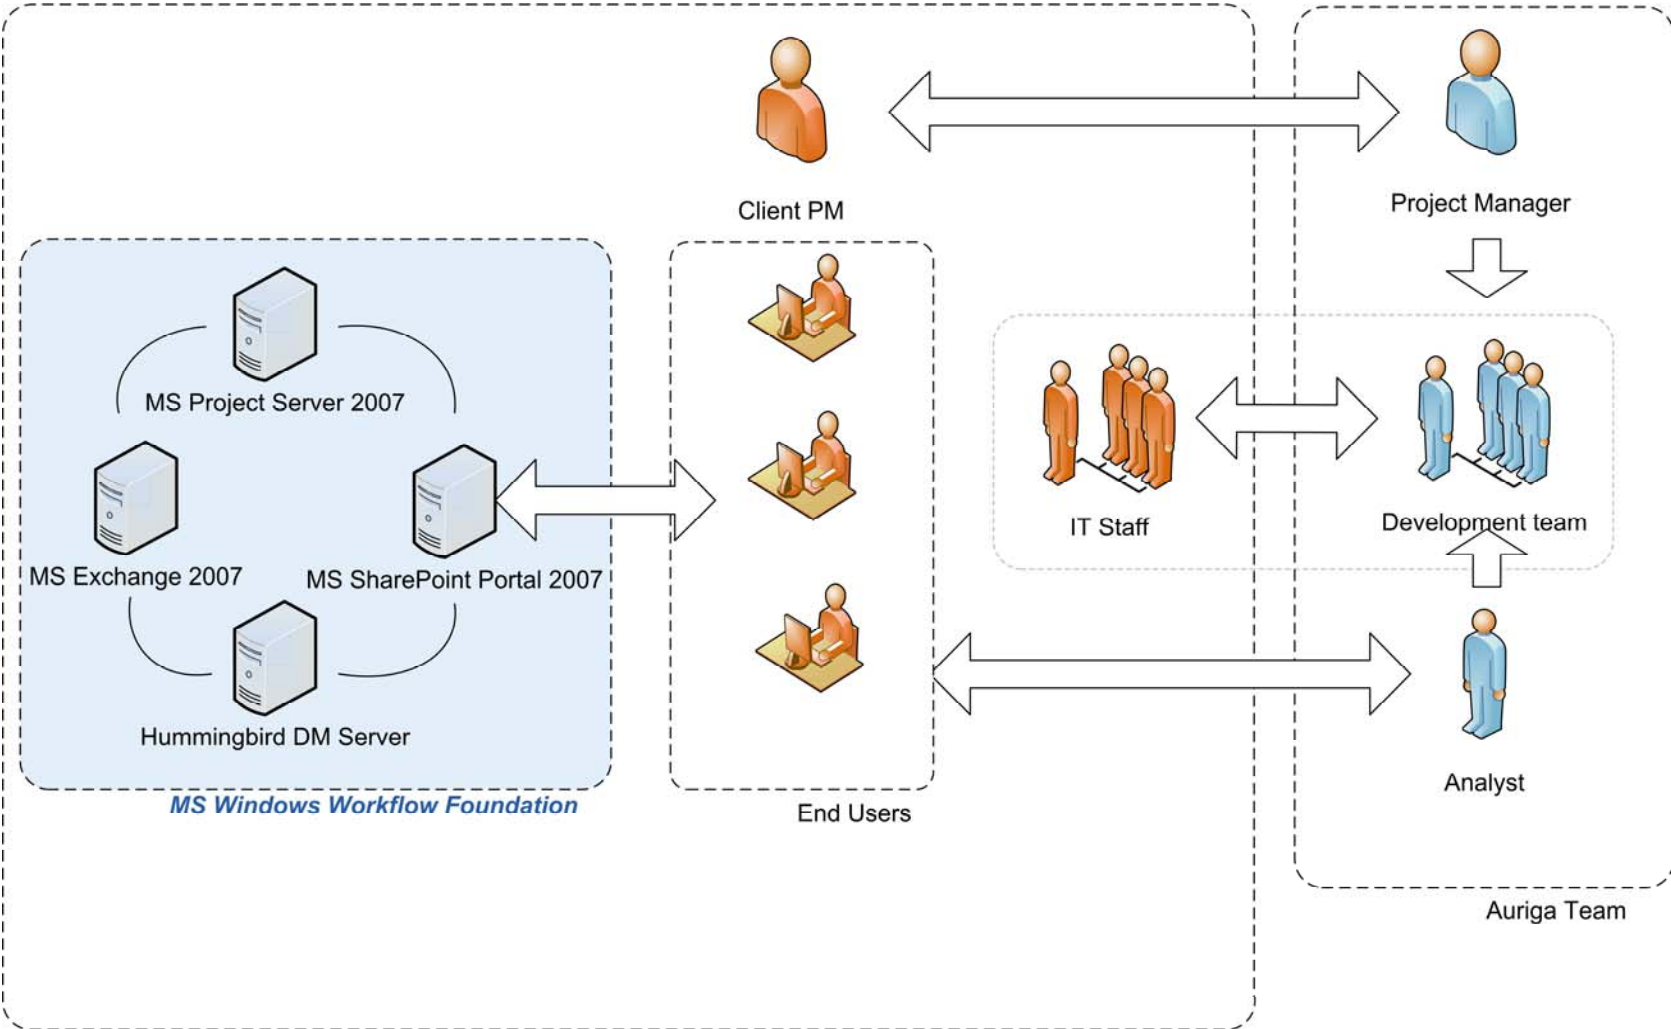 Client PM
Project Manager
MS Project Server 2007
MS Exchange 2007
MS SharePoint Portal 2007
IT Staff
Development team
Hummingbird DM Server
Analyst
MS Windows Workflow Foundation
End Users
Auriga Team